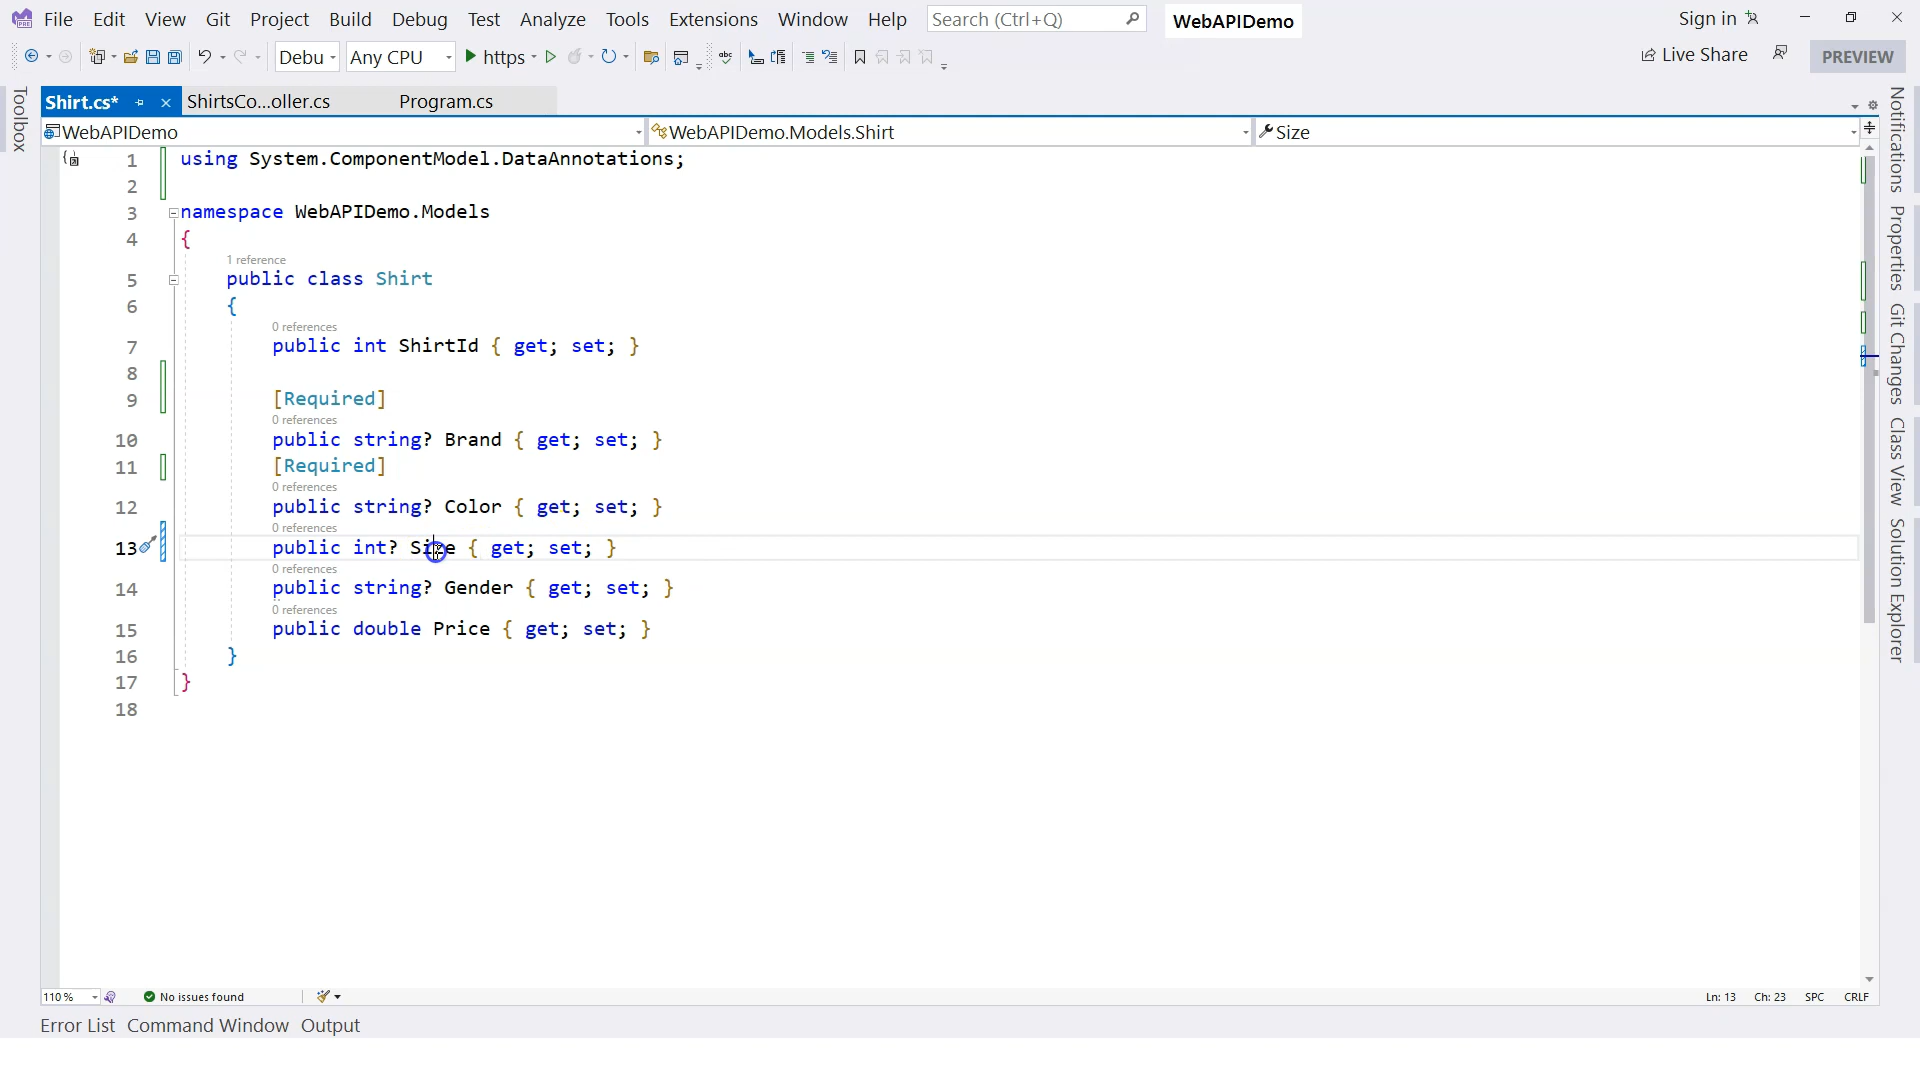 File Edit View Git Project Build Debug Test Analyze Tools Extensions Window Help Search (Ctrl+Q) WebAPIDemo Sign in
Debu Any CPU https Live Share PREVIEW
Toolbox
Shirt.cs* ShirtsCo...oller.cs Program.cs
WebAPIDemo WebAPIDemo.Models.Shirt Size
1 using System.ComponentModel.DataAnnotations;
2
3 namespace WebAPIDemo.Models
4 {
1 reference
5 public class Shirt
6 {
0 references
7 public int ShirtId { get; set; }
8
9 [Required]
0 references
10 public string? Brand { get; set; }
11 [Required]
0 references
12 public string? Color { get; set; }
0 references
13 public int? Size { get; set; }
0 references
14 public string? Gender { get; set; }
0 references
15 public double Price { get; set; }
16 }
17 }
18
Notifications
Properties
Git Changes
Class View
Solution Explorer
110 % No issues found Ln: 13 Ch: 23 SPC CRLF
Error List Command Window Output